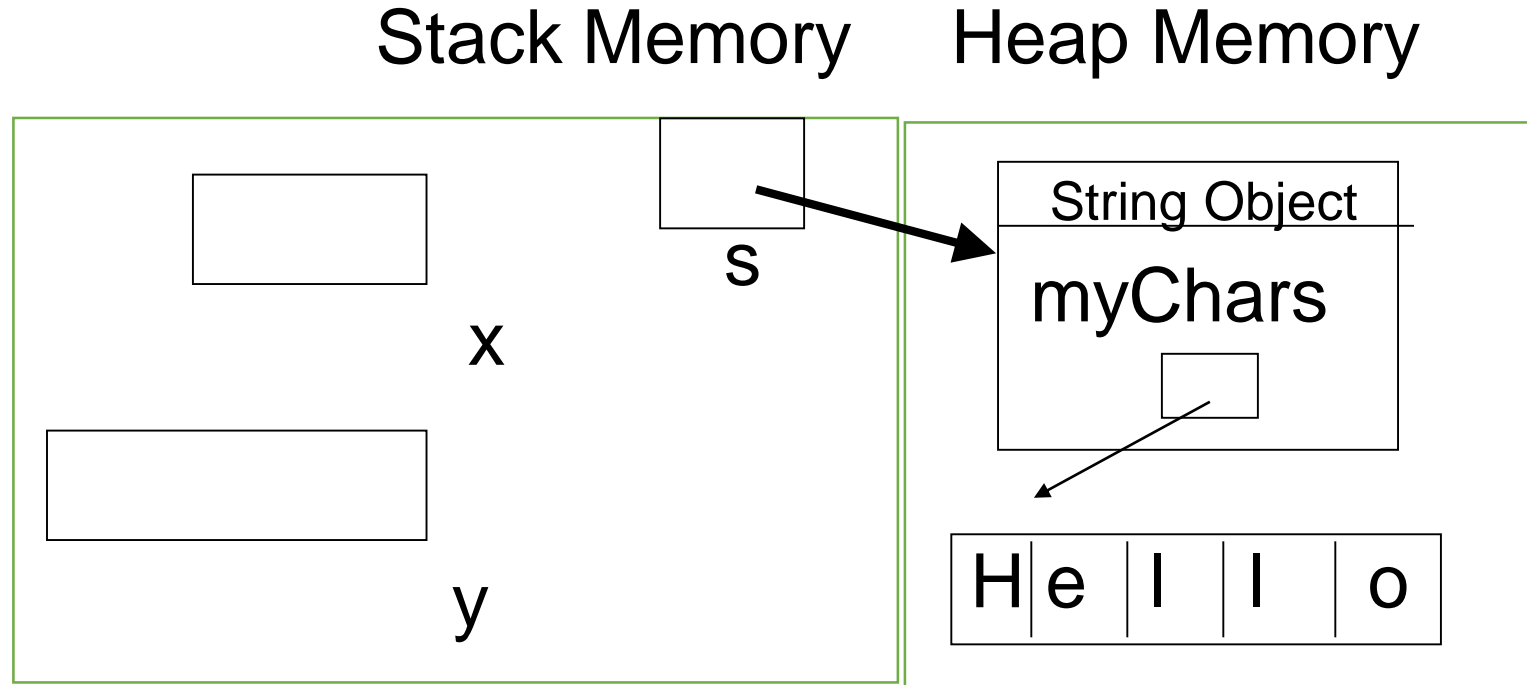 Stack Memory
Heap Memory
String Object
s
myChars
x
H e l l o
y